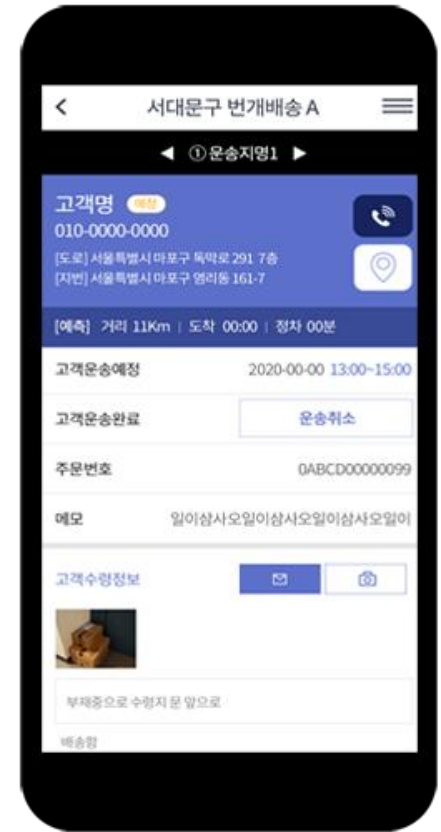 서대문구 번개배송 A
① 운송지명1
고객명 예정
010-0000-0000
[도로] 서울특별시 마포구 독막로 291 7층
[지번] 서울특별시 마포구 염리동 161-7
[예측] 거리 11Km | 도착 00:00 | 정차 00분
고객운송예정 2020-00-00 13:00~15:00
고객운송완료 운송취소
주문번호 0ABCD00000099
메모 일이삼사오일이삼사오일이삼사오일이
고객수령정보
부재중으로 수령지 문 앞으로
배송함